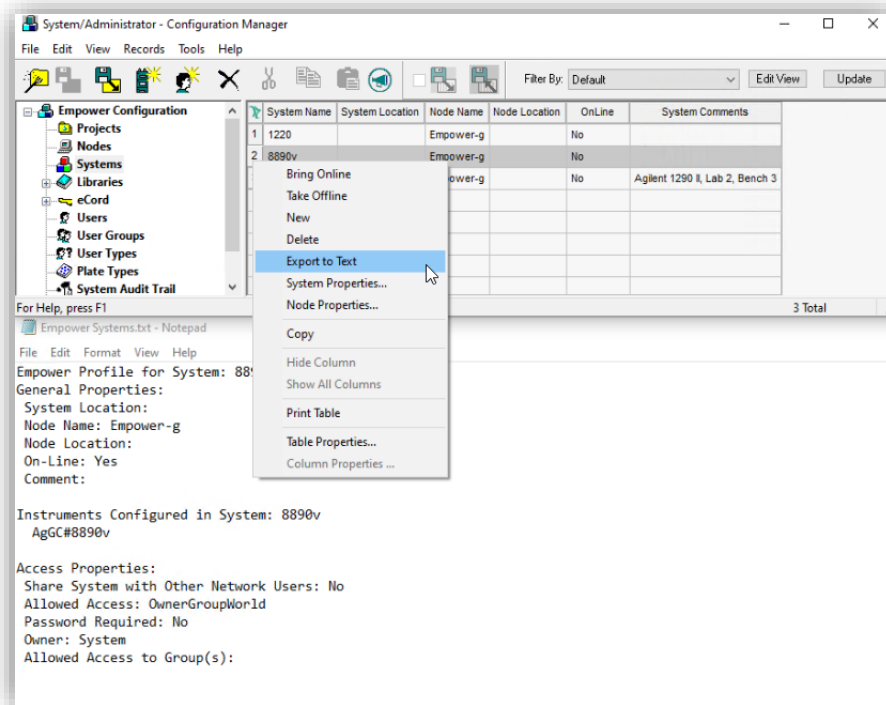 System/Administrator - Configuration Manager
File Edit View Records Tools Help
Filter By: Default Edit View Update
Empower Configuration
Projects
Nodes
Systems
Libraries
eCord
Users
User Groups
User Types
Plate Types
System Audit Trail
System Name System Location Node Name Node Location OnLine System Comments
1 1220 Empower-g No
2 8890v Empower-g No
ower-g No Agilent 1290 II, Lab 2, Bench 3
Bring Online
Take Offline
New
Delete
Export to Text
System Properties...
Node Properties...
Copy
Hide Column
Show All Columns
Print Table
Table Properties...
Column Properties ...
For Help, press F1 3 Total
Empower Systems.txt - Notepad
File Edit Format View Help
Empower Profile for System: 889
General Properties:
System Location:
Node Name: Empower-g
Node Location:
On-Line: Yes
Comment:
Instruments Configured in System: 8890v
AgGC#8890v
Access Properties:
Share System with Other Network Users: No
Allowed Access: OwnerGroupWorld
Password Required: No
Owner: System
Allowed Access to Group(s):